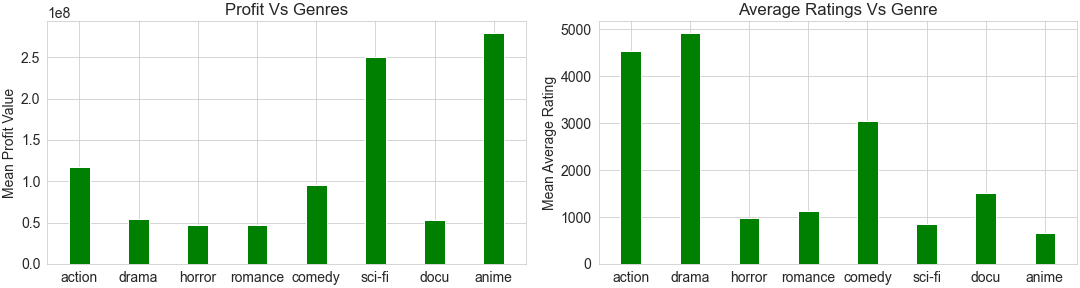 Profit Vs Genres
1e8
Mean Profit Value
2.5
2.0
1.5
1.0
0.5
0.0
action drama horror romance comedy sci-fi docu anime
Average Ratings Vs Genre
Mean Average Rating
5000
4000
3000
2000
1000
0
action drama horror romance comedy sci-fi docu anime